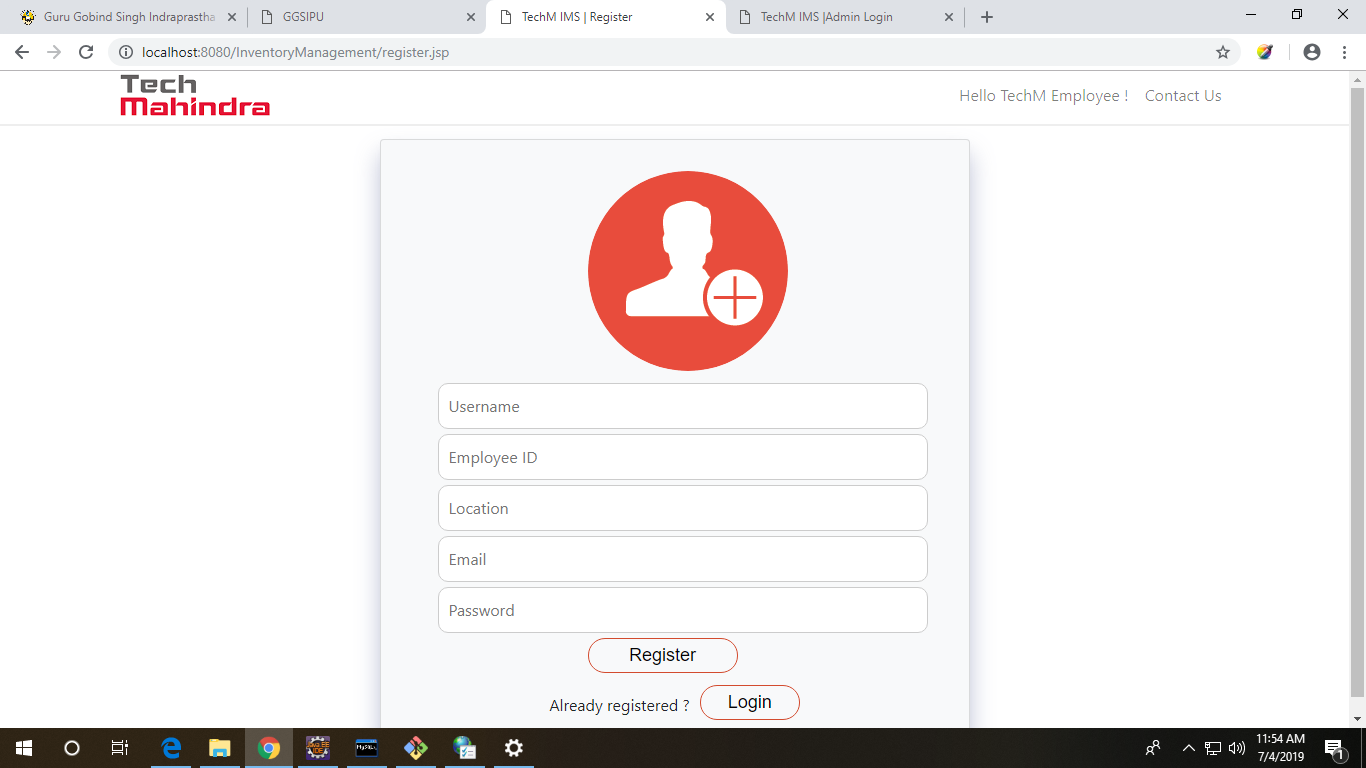 Guru Gobind Singh Indraprastha
GGSIPU
TechM IMS | Register
TechM IMS |Admin Login
localhost:8080/InventoryManagement/register.jsp
Tech
Mahindra
Hello TechM Employee !
Contact Us
Username
Employee ID
Location
Email
Password
Register
Already registered ?
Login
11:54 AM
7/4/2019
1